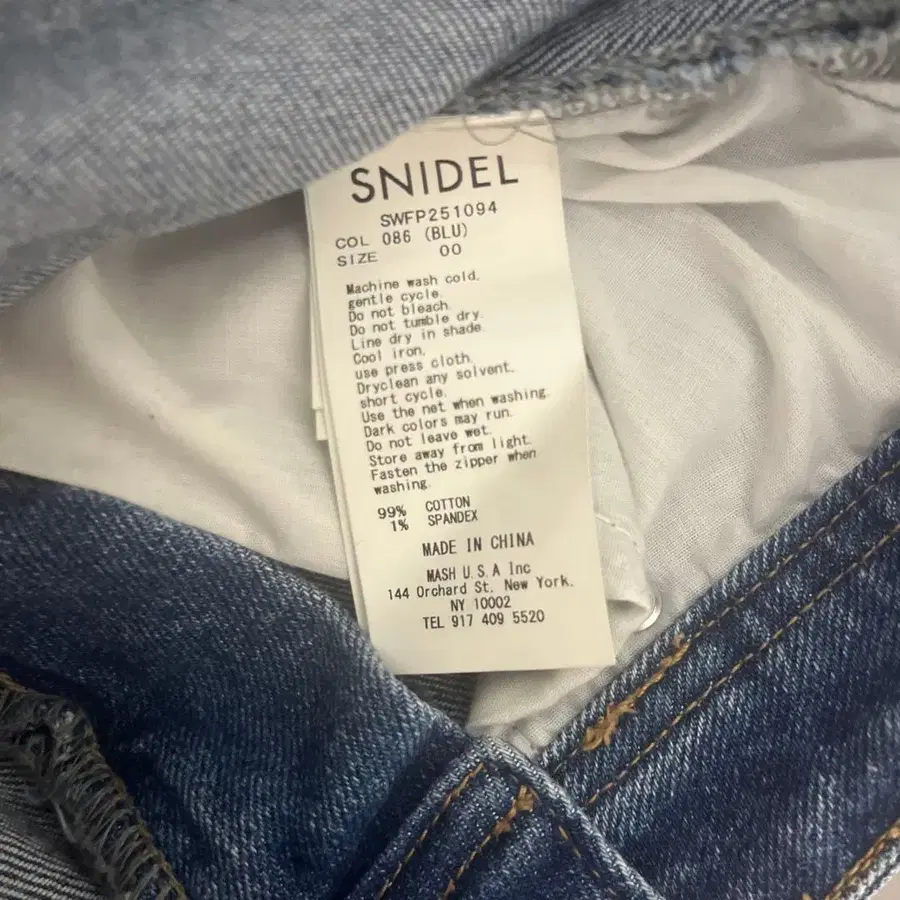 SNIDEL
SWFP251094
COL 086 (BLU)
SIZE 00
Machine wash cold,
gentle cycle.
Do not bleach.
Do not tumble dry.
Line dry in shade.
Cool iron,
use press cloth.
Dryclean any solvent,
short cycle.
Use the net when washing.
Dark colors may run.
Do not leave wet.
Store away from light.
Fasten the zipper when
washing.
99% COTTON
1% SPANDEX
MADE IN CHINA
MASH U.S.A Inc
144 Orchard St. New York.
NY 10002
TEL 917 409 5520